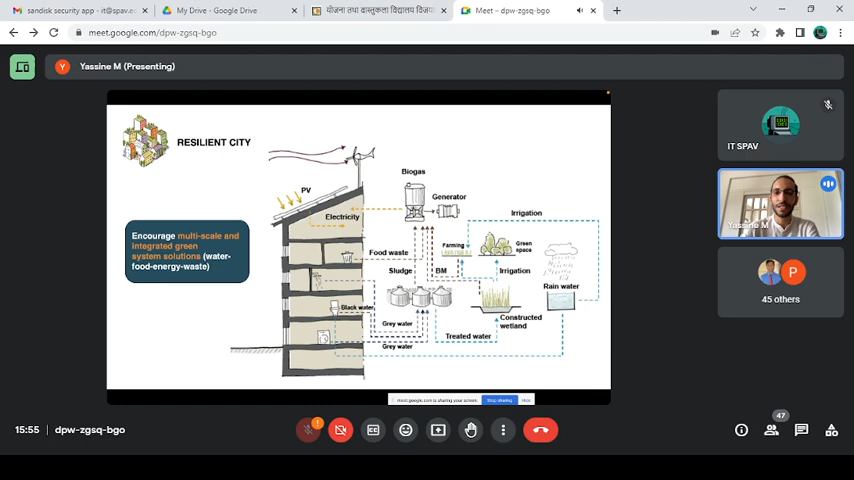 sandisk security app - it@spav.ec
My Drive - Google Drive
योजना तथा वास्तुकला विद्यालय विजय
Meet – dpw-zgsq-bgo
meet.google.com/dpw-zgsq-bgo
Y
Yassine M (Presenting)
RESILIENT CITY
PV
Electricity
Biogas
Generator
Irrigation
Encourage multi-scale and
integrated green
system solutions (water-
food-energy-waste)
Food waste
Farming
Green
space
Sludge
BM
Irrigation
Rain water
Black water
Grey water
Grey water
Constructed
wetland
Treated water
meet.google.com is sharing your screen.
Stop sharing
Hide
IT SPAV
Yassine M
P
45 others
15:55
dpw-zgsq-bgo
47